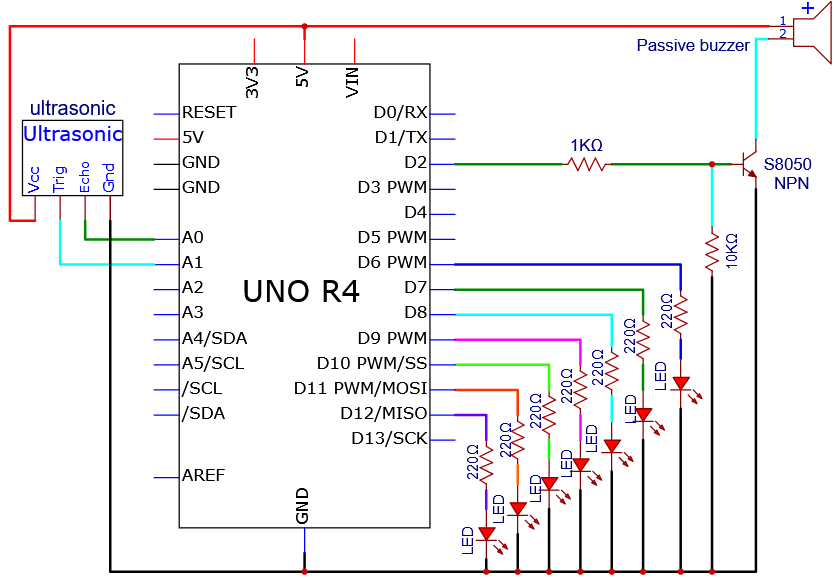 +
1
2
Passive buzzer
3V3
5V
VIN
ultrasonic
Ultrasonic
Vcc
Trig
Echo
Gnd
RESET
5V
GND
GND
A0
A1
A2
A3
A4/SDA
A5/SCL
/SCL
/SDA
AREF
UNO R4
D0/RX
D1/TX
D2
D3 PWM
D4
D5 PWM
D6 PWM
D7
D8
D9 PWM
D10 PWM/SS
D11 PWM/MOSI
D12/MISO
D13/SCK
GND
1KΩ
S8050
NPN
10KΩ
220Ω
220Ω
220Ω
220Ω
220Ω
220Ω
220Ω
LED
LED
LED
LED
LED
LED
LED